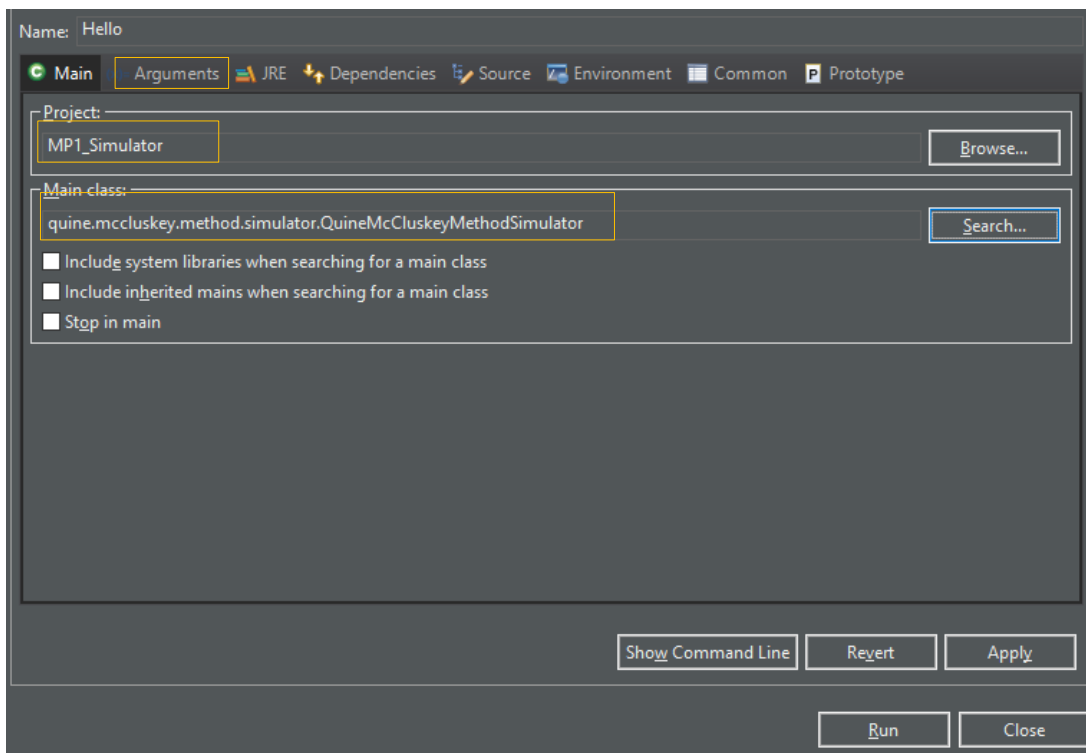 Name: Hello
Main Arguments JRE Dependencies Source Environment Common Prototype
Project:
MP1_Simulator Browse...
Main class:
quine.mccluskey.method.simulator.QuineMcCluskeyMethodSimulator Search...
Include system libraries when searching for a main class
Include inherited mains when searching for a main class
Stop in main
Show Command Line Revert Apply
Run Close